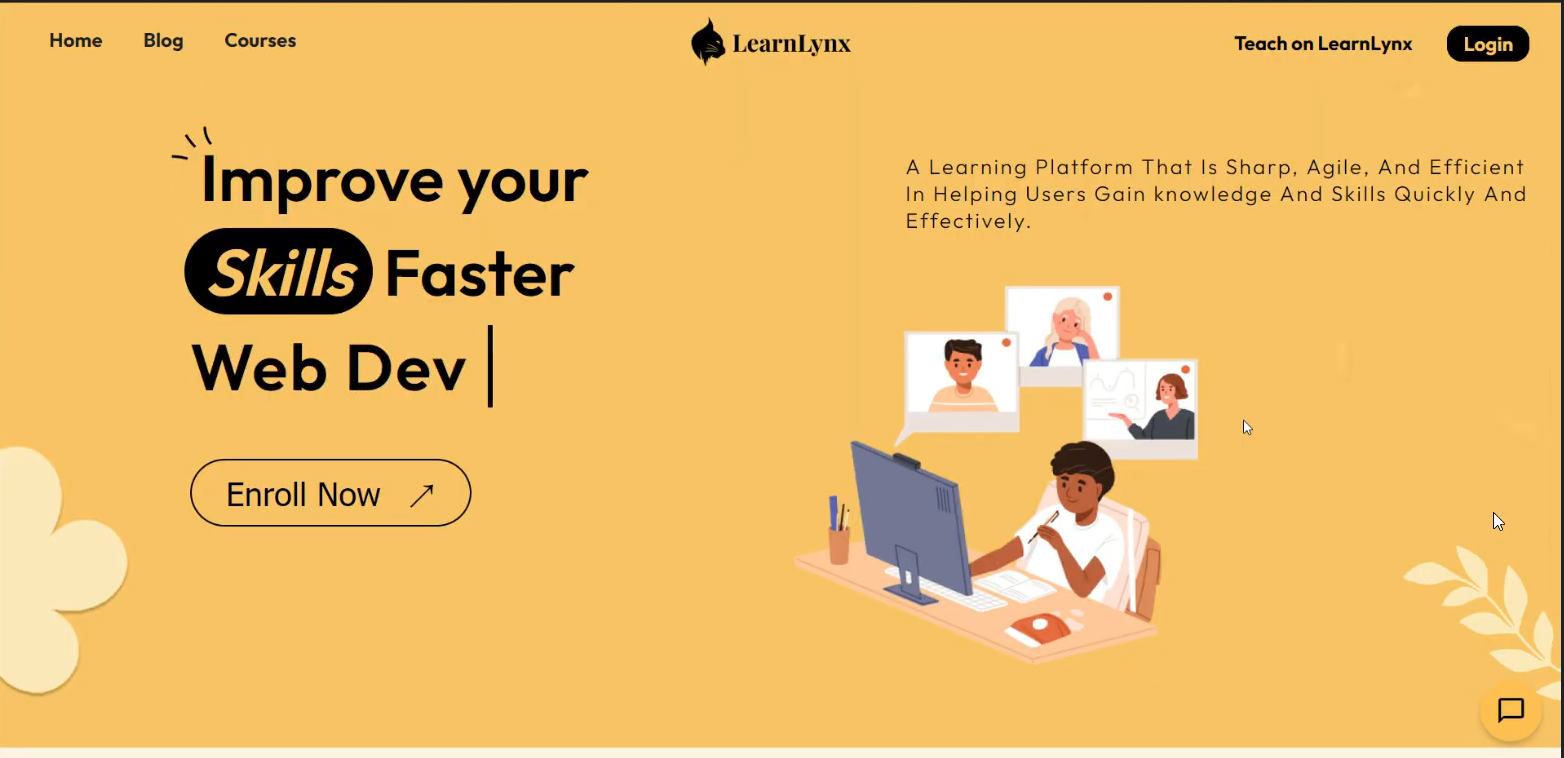 Home Blog Courses LearnLynx Teach on LearnLynx Login
Improve your
Skills Faster
Web Dev
Enroll Now
A Learning Platform That Is Sharp, Agile, And Efficient
In Helping Users Gain knowledge And Skills Quickly And
Effectively.